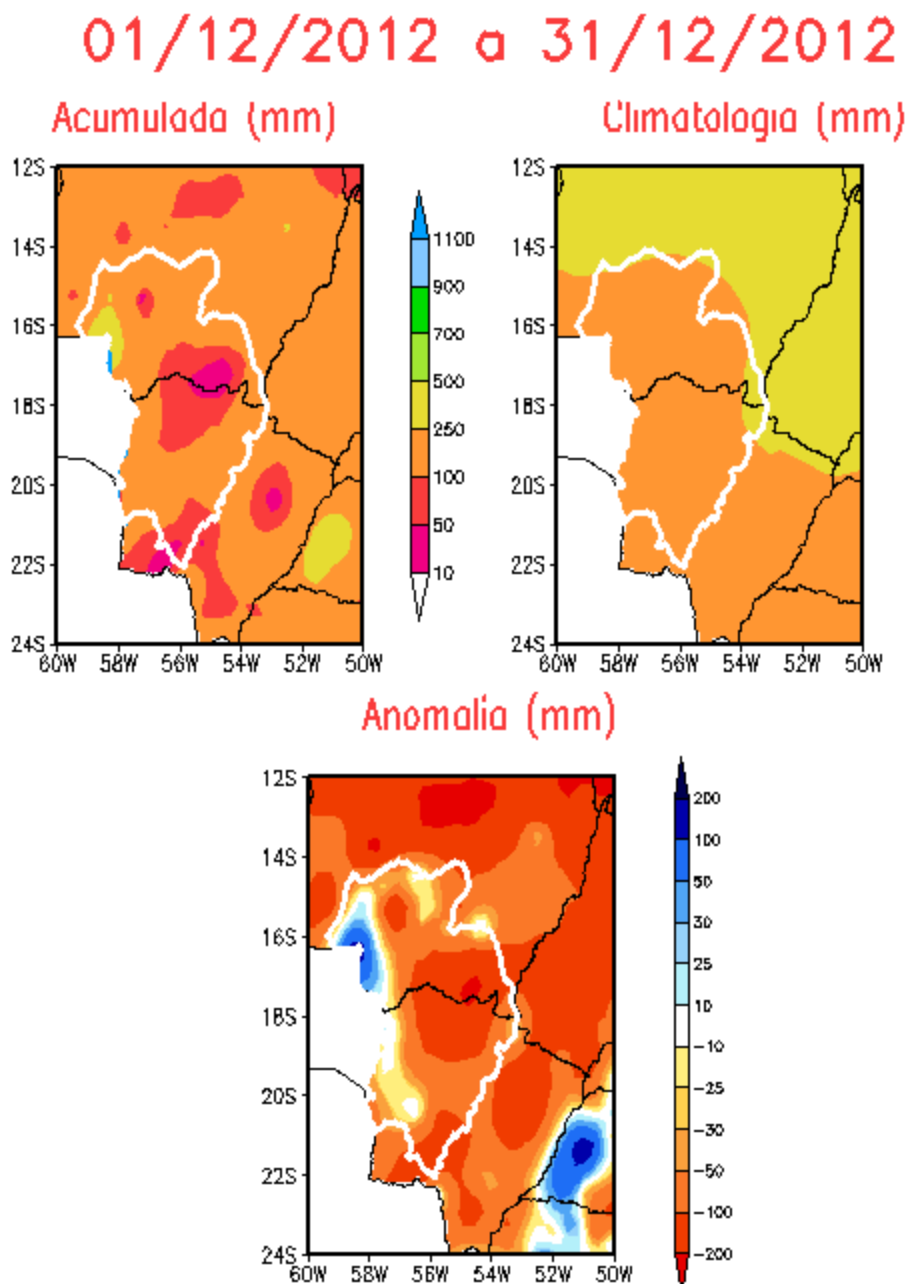 01/12/2012 a 31/12/2012
Acumulada (mm)
Climatologia (mm)
12S
14S
16S
18S
20S
22S
24S
60W 58W 56W 54W 52W 50W
1100
900
700
500
250
100
50
10
12S
14S
16S
18S
20S
22S
24S
60W 58W 56W 54W 52W 50W
Anomalia (mm)
12S
14S
16S
18S
20S
22S
24S
60W 58W 56W 54W 52W 50W
200
100
50
30
25
10
-10
-25
-30
-50
-100
-200